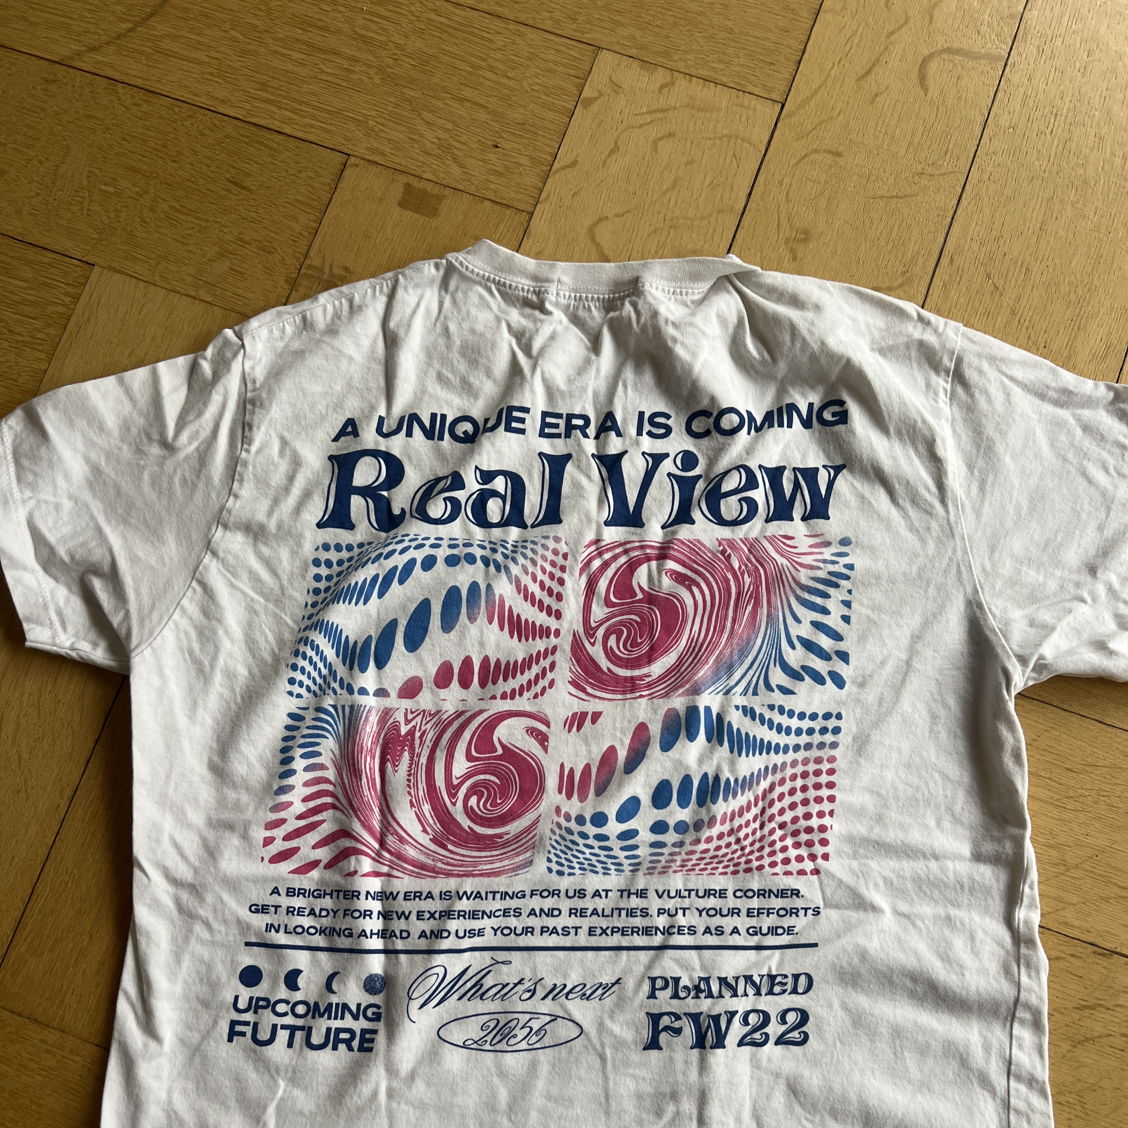 A UNIQUE ERA IS COMING
Real View
A BRIGHTER NEW ERA IS WAITING FOR US AT THE VULTURE CORNER.
GET READY FOR NEW EXPERIENCES AND REALITIES. PUT YOUR EFFORTS
IN LOOKING AHEAD AND USE YOUR PAST EXPERIENCES AS A GUIDE.
UPCOMING
FUTURE
What's next
2056
PLANNED
FW22